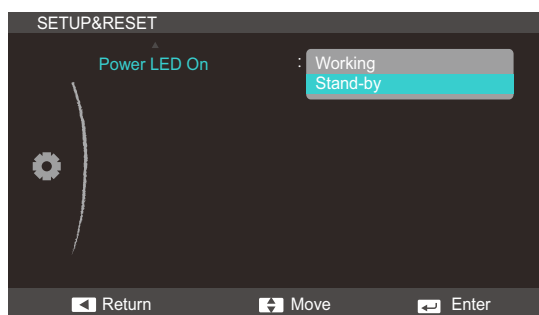 SETUP&RESET
Power LED On : Working
Stand-by
Return Move Enter